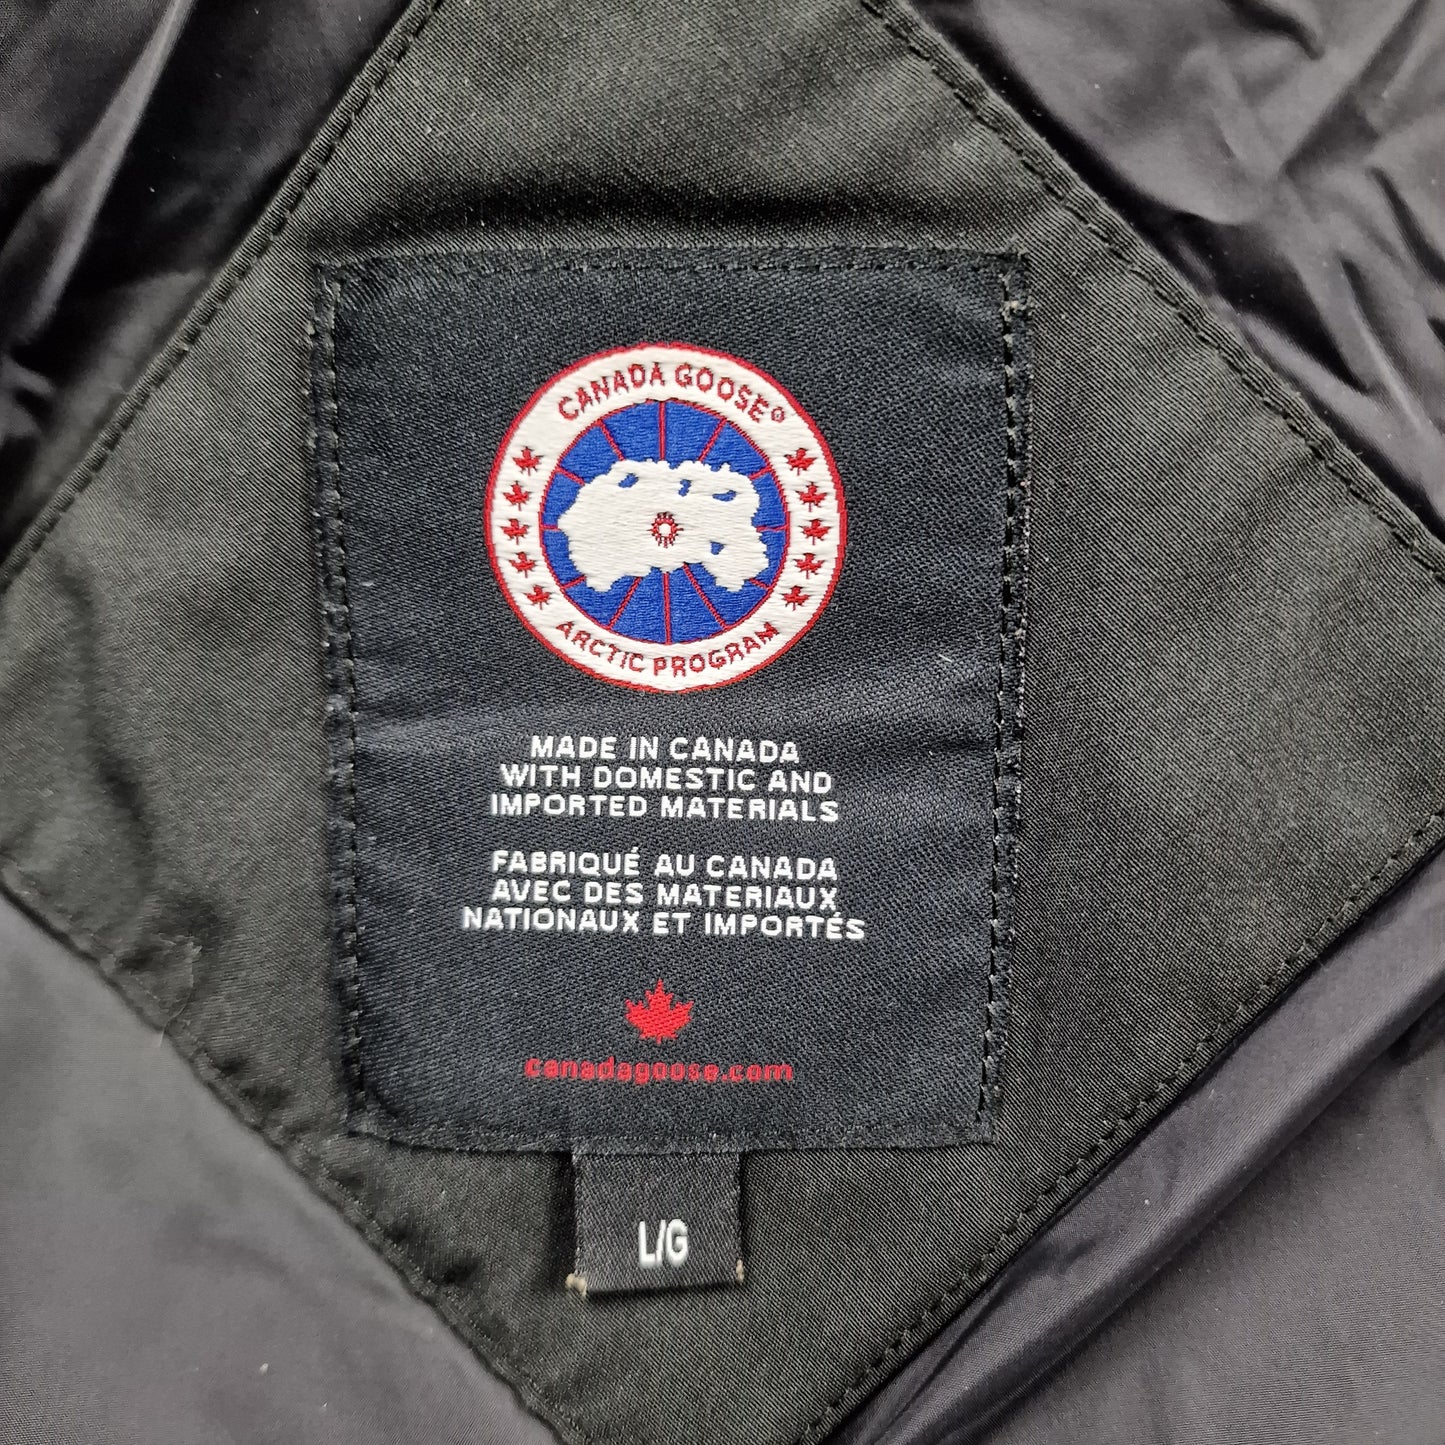 CANADA GOOSE®
ARCTIC PROGRAM
MADE IN CANADA
WITH DOMESTIC AND
IMPORTED MATERIALS
FABRIQUÉ AU CANADA
AVEC DES MATERIAUX
NATIONAUX ET IMPORTÉS
canadagoose.com
L/G